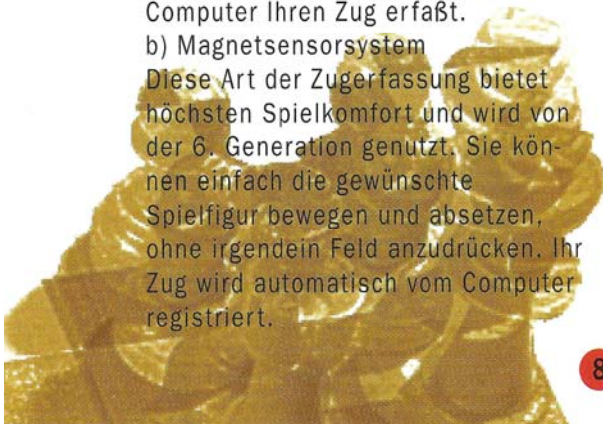 Computer Ihren Zug erfaßt.
b) Magnetsensorsystem
Diese Art der Zugerfassung bietet
höchsten Spielkomfort und wird von
der 6. Generation genutzt. Sie kön-
nen einfach die gewünschte
Spielfigur bewegen und absetzen,
ohne irgendein Feld anzudrücken. Ihr
Zug wird automatisch vom Computer
registriert.
8